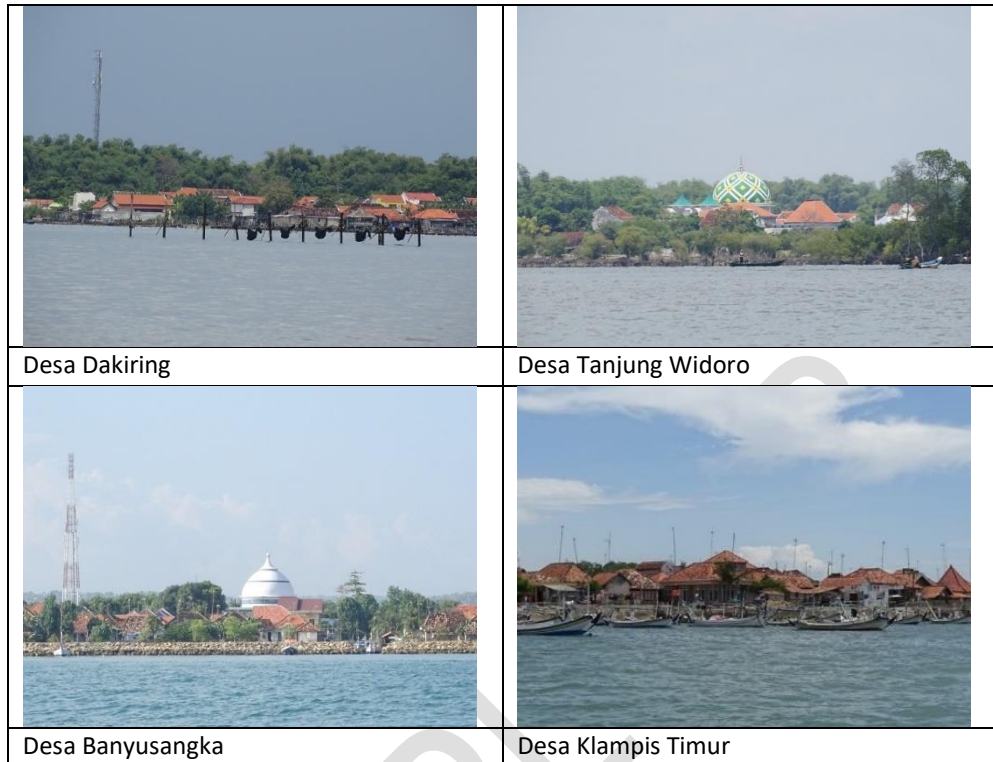 Desa Dakiring
Desa Tanjung Widoro
Desa Banyusangka
Desa Klampis Timur